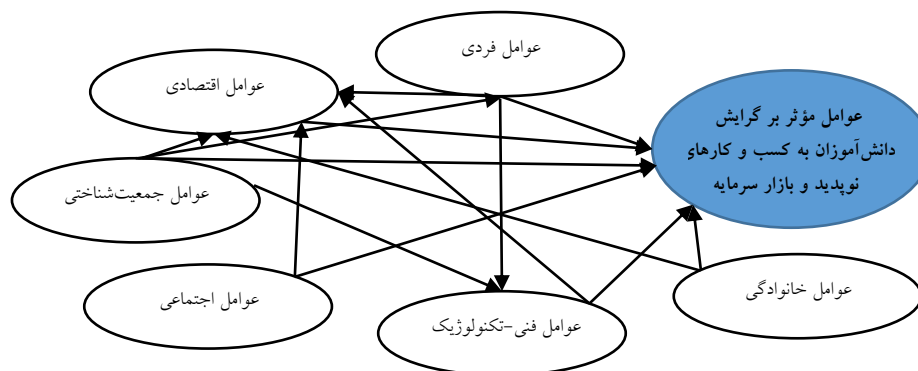 عوامل فردی
عوامل اقتصادی
عوامل مؤثر بر گرایش
دانش‌آموزان به کسب و کارهای
نوپدید و بازار سرمایه
عوامل جمعیت‌شناختی
عوامل خانوادگی
عوامل اجتماعی
عوامل فنی-تکنولوژیک